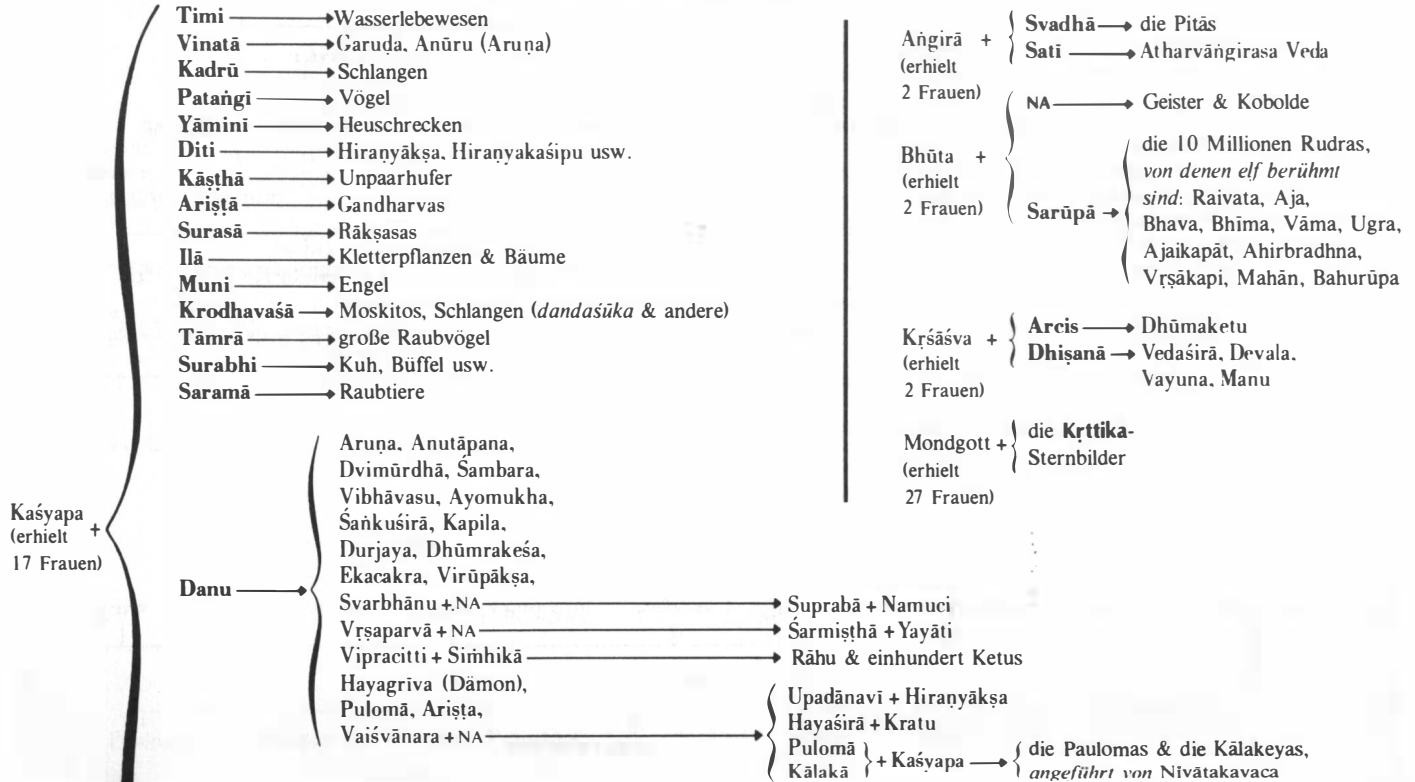 Timi → Wasserlebewesen
Vinatā → Garuḍa, Anūru (Aruṇa)
Kadrū → Schlangen
Pataṅgī → Vögel
Yāminī → Heuschrecken
Diti → Hiraṇyākṣa, Hiraṇyakaśipu usw.
Kāṣṭhā → Unpaarhufer
Ariṣṭā → Gandharvas
Surasā → Rākṣasas
Ilā → Kletterpflanzen & Bäume
Muni → Engel
Krodhavaśā → Moskitos, Schlangen (dandaśūka & andere)
Tāmrā → große Raubvögel
Surabhi → Kuh, Büffel usw.
Saramā → Raubtiere
Kaśyapa +
(erhielt
17 Frauen)
Danu →
Aruṇa, Anutāpana,
Dvimūrdhā, Śambara,
Vibhāvasu, Ayomukha,
Śaṅkuśirā, Kapila,
Durjaya, Dhūmrakeśa,
Ekacakra, Virūpākṣa,
Svarbhānu + NA → Suprabā + Namuci
Vṛṣaparvā + NA → Śarmiṣṭhā + Yayāti
Vipracitti + Siṁhikā → Rāhu & einhundert Ketus
Hayagrīva (Dämon),
Pulomā, Ariṣṭa,
Vaiśvānara + NA →
Upadānavī + Hiraṇyākṣa
Hayaśirā + Kratu
Pulomā
Kālakā } + Kaśyapa → { die Paulomas & die Kālakeyas,
angeführt von Nivātakavaca
Aṅgirā +
(erhielt
2 Frauen)
Svadhā → die Pitās
Satī → Atharvāṅgirasa Veda
Bhūta +
(erhielt
2 Frauen)
NA → Geister & Kobolde
Sarūpā →
die 10 Millionen Rudras,
von denen elf berühmt
sind: Raivata, Aja,
Bhava, Bhīma, Vāma, Ugra,
Ajaikapāt, Ahirbradhna,
Vṛṣākapi, Mahān, Bahurūpa
Kṛśāśva +
(erhielt
2 Frauen)
Arcis → Dhūmaketu
Dhiṣanā → Vedaśirā, Devala,
Vayuna, Manu
Mondgott +
(erhielt
27 Frauen)
die Kṛttika-
Sternbilder